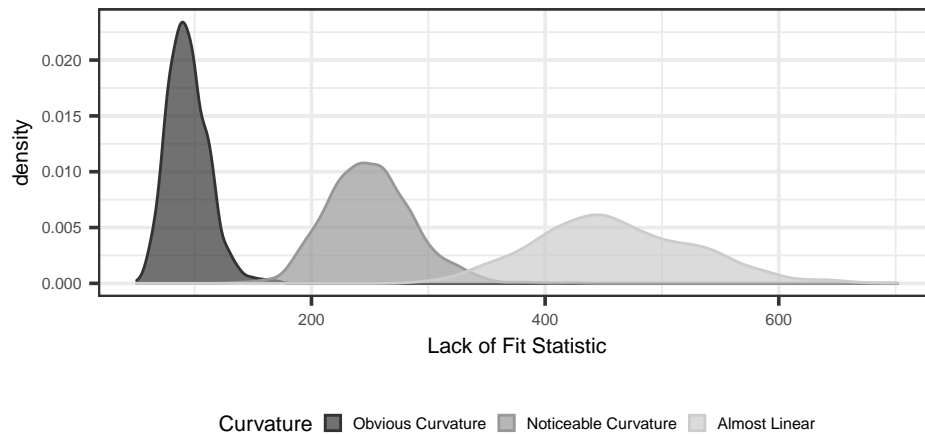 density
0.020
0.015
0.010
0.005
0.000
200 400 600
Lack of Fit Statistic
Curvature Obvious Curvature Noticeable Curvature Almost Linear